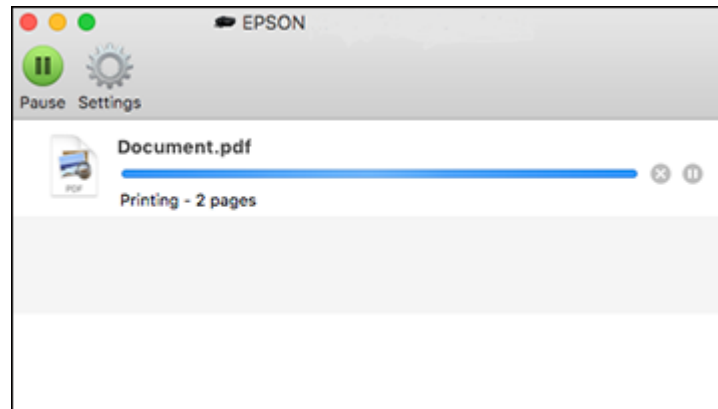 EPSON
Pause Settings
Document.pdf
PDF
Printing - 2 pages